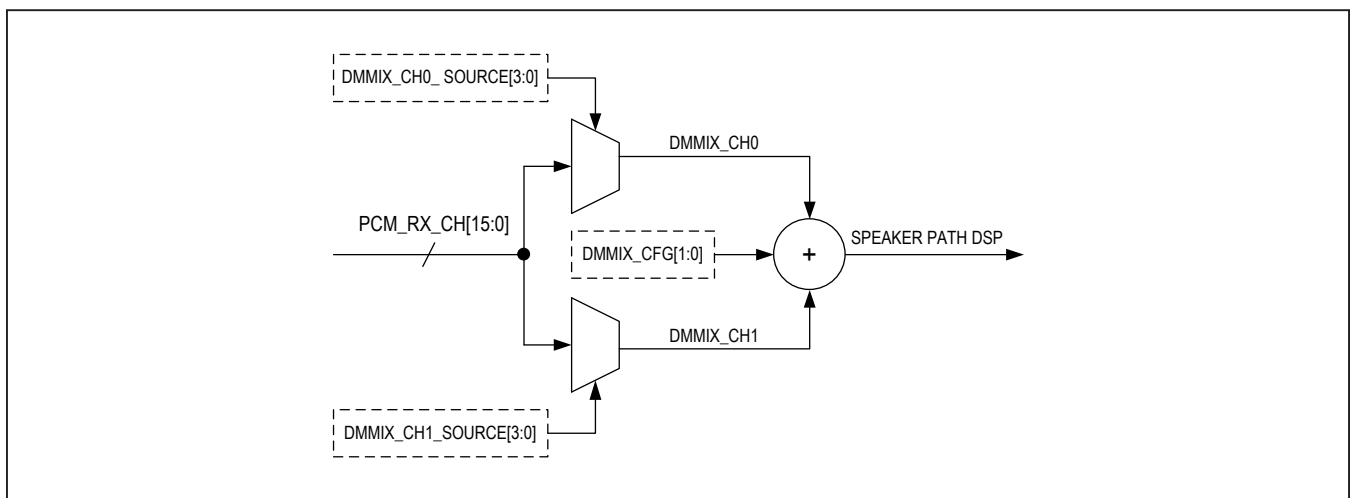 DMMIX_CH0_ SOURCE[3:0]
DMMIX_CH0
PCM_RX_CH[15:0]
DMMIX_CFG[1:0]
+
SPEAKER PATH DSP
DMMIX_CH1
DMMIX_CH1_SOURCE[3:0]